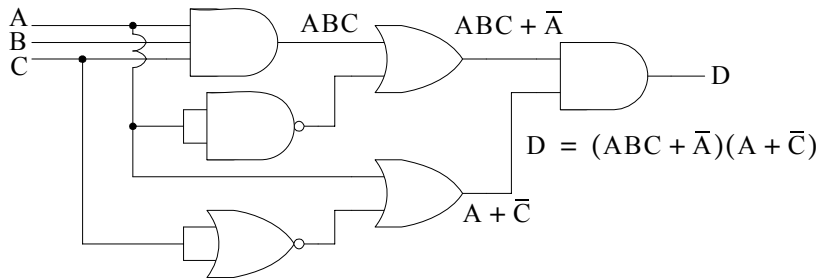 A
B
C
ABC
ABC + A̅
D
D = (ABC + A̅)(A + C̅)
A + C̅